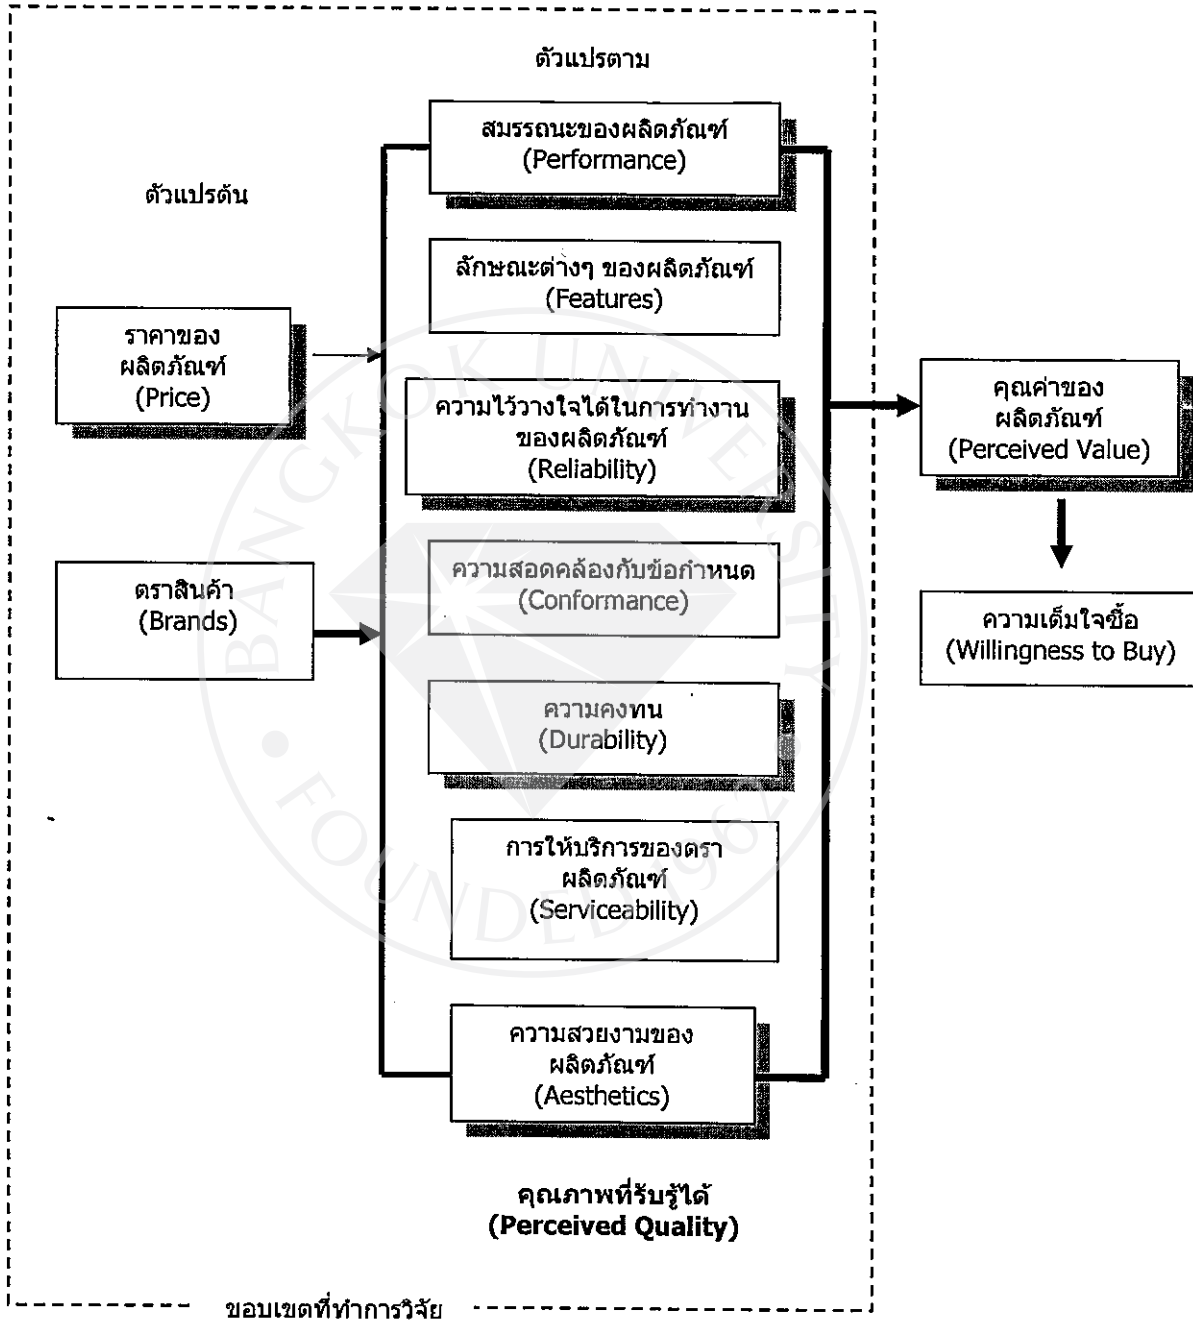 ตัวแปรตาม
สมรรถนะของผลิตภัณฑ์
(Performance)
ตัวแปรต้น
ลักษณะต่างๆ ของผลิตภัณฑ์
(Features)
ราคาของ
ผลิตภัณฑ์
(Price)
ความไว้วางใจได้ในการทำงาน
ของผลิตภัณฑ์
(Reliability)
คุณค่าของ
ผลิตภัณฑ์
(Perceived Value)
ความสอดคล้องกับข้อกำหนด
(Conformance)
ตราสินค้า
(Brands)
ความเต็มใจซื้อ
(Willingness to Buy)
ความคงทน
(Durability)
การให้บริการของตรา
ผลิตภัณฑ์
(Serviceability)
ความสวยงามของ
ผลิตภัณฑ์
(Aesthetics)
คุณภาพที่รับรู้ได้
(Perceived Quality)
ขอบเขตที่ทำการวิจัย
BANGKOK UNIVERSITY
FOUNDED 1962